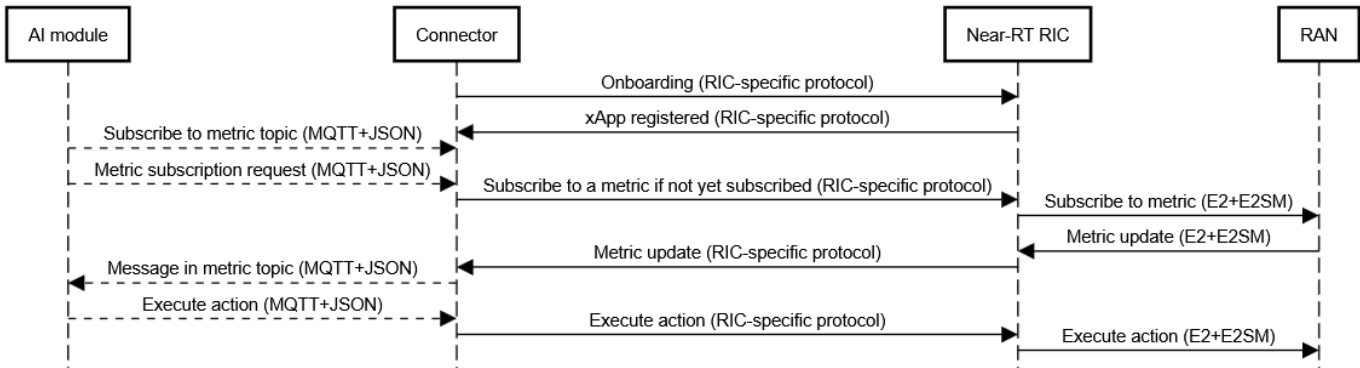 AI module
Connector
Near-RT RIC
RAN
Onboarding (RIC-specific protocol)
xApp registered (RIC-specific protocol)
Subscribe to metric topic (MQTT+JSON)
Metric subscription request (MQTT+JSON)
Subscribe to a metric if not yet subscribed (RIC-specific protocol)
Subscribe to metric (E2+E2SM)
Metric update (E2+E2SM)
Metric update (RIC-specific protocol)
Message in metric topic (MQTT+JSON)
Execute action (MQTT+JSON)
Execute action (RIC-specific protocol)
Execute action (E2+E2SM)